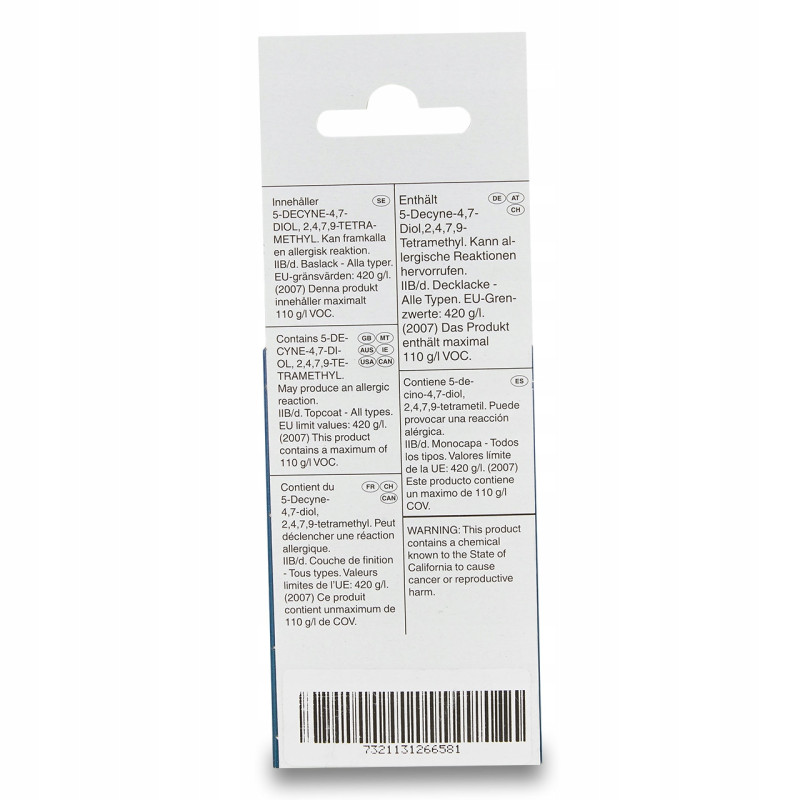 Innehåller SE
5-DECYNE-4,7-
DIOL, 2,4,7,9-TETRA-
METHYL. Kan framkalla
en allergisk reaktion.
IIB/d. Baslack - Alla typer.
EU-gränsvärden: 420 g/l.
(2007) Denna produkt
innehåller maximalt
110 g/l VOC.
Contains 5-DE- GB MT
CYNE-4,7-DI- AUS IE
OL, 2,4,7,9-TE- USA CAN
TRAMETHYL.
May produce an allergic
reaction.
IIB/d. Topcoat - All types.
EU limit values: 420 g/l.
(2007) This product
contains a maximum of
110 g/l VOC.
Contient du FR CH
5-Decyne- CAN
4,7-diol,
2,4,7,9-tetramethyl. Peut
déclencher une réaction
allergique.
IIB/d. Couche de finition
- Tous types. Valeurs
limites de l'UE: 420 g/l.
(2007) Ce produit
contient unmaximum de
110 g/l de COV.
Enthält DE AT
5-Decyne-4,7- CH
Diol,2,4,7,9-
Tetramethyl. Kann al-
lergische Reaktionen
hervorrufen.
IIB/d. Decklacke -
Alle Typen. EU-Gren-
zwerte: 420 g/l.
(2007) Das Produkt
enthält maximal
110 g/l VOC.
Contiene 5-de- ES
cino-4,7-diol,
2,4,7,9-tetrametil. Puede
provocar una reacción
alérgica.
IIB/d. Monocapa - Todos
los tipos. Valores límite
de la UE: 420 g/l. (2007)
Este producto contiene
un maximo de 110 g/l
COV.
WARNING: This product
contains a chemical
known to the State of
California to cause
cancer or reproductive
harm.
7321131266581